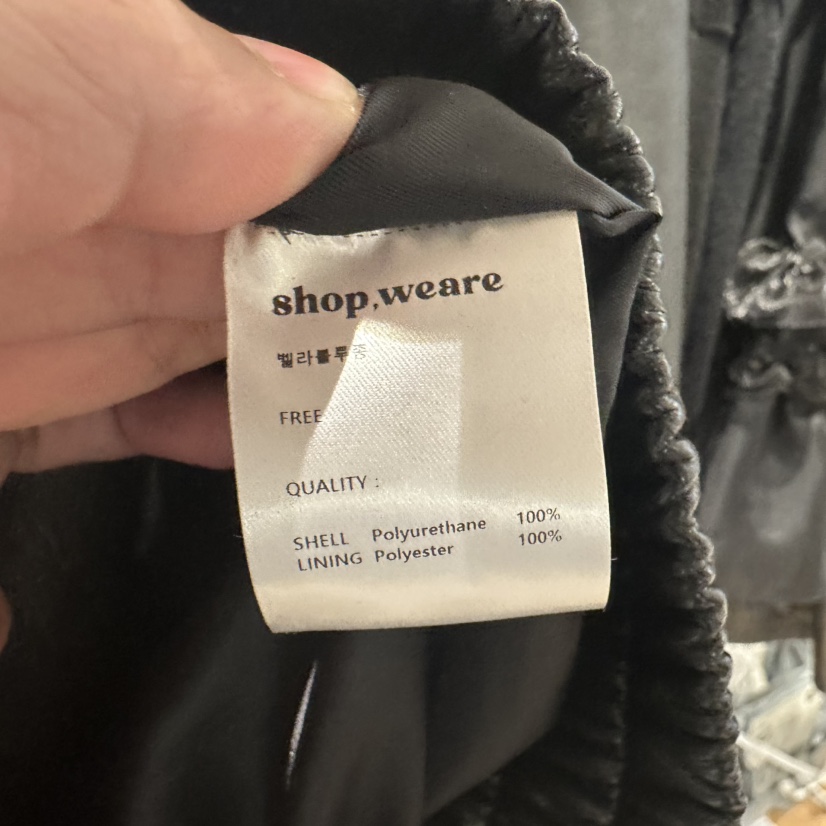 shop,weare
벨라블루종
FREE
QUALITY :
SHELL Polyurethane 100%
LINING Polyester 100%